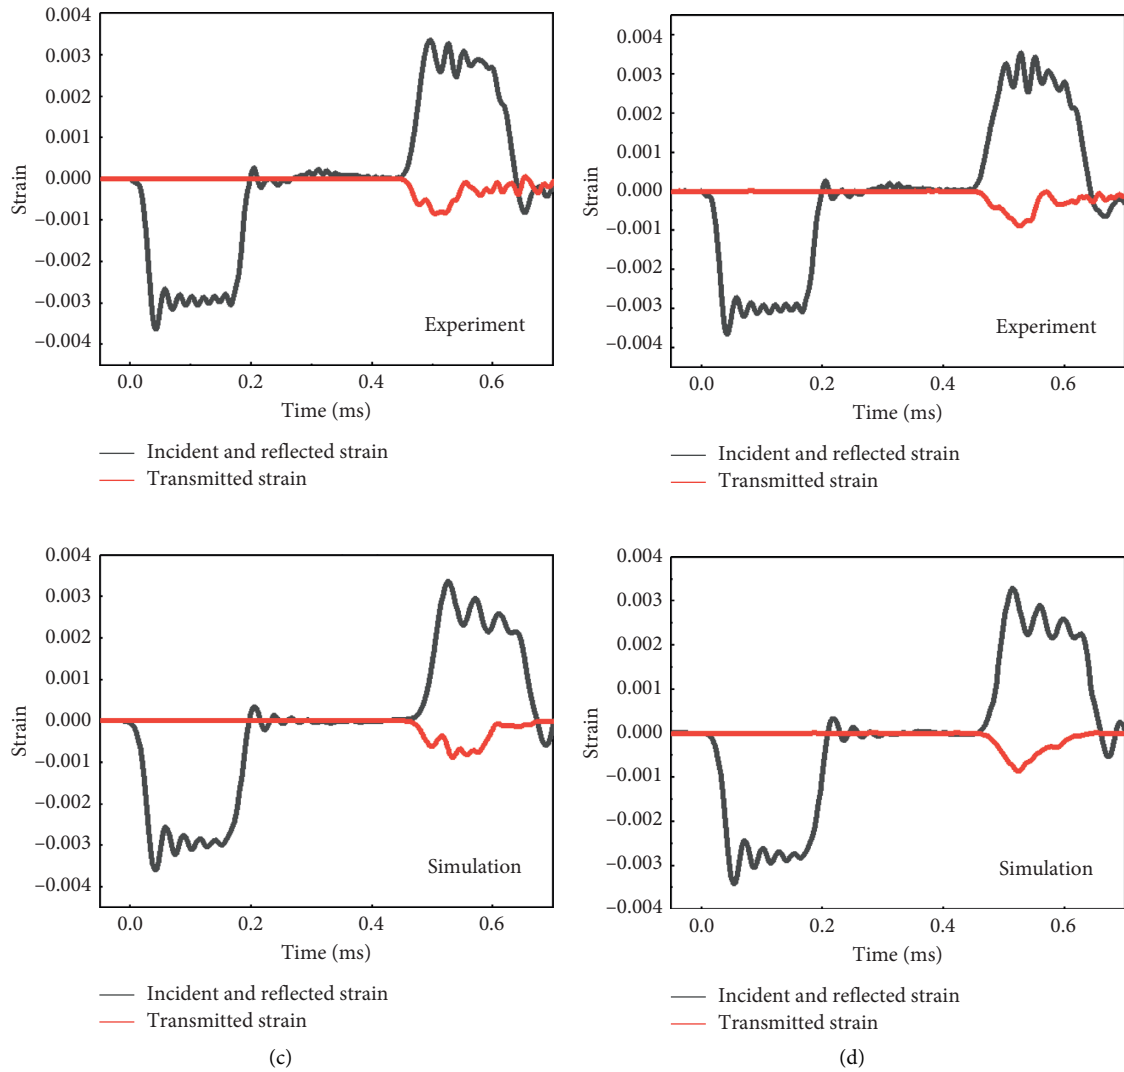 0.004
0.003
0.002
0.001
0.000
−0.001
−0.002
−0.003
−0.004
Strain
Experiment
0.0 0.2 0.4 0.6
Time (ms)
Incident and reflected strain
Transmitted strain
0.004
0.003
0.002
0.001
0.000
−0.001
−0.002
−0.003
−0.004
Strain
Experiment
0.0 0.2 0.4 0.6
Time (ms)
Incident and reflected strain
Transmitted strain
0.004
0.003
0.002
0.001
0.000
−0.001
−0.002
−0.003
−0.004
Strain
Simulation
0.0 0.2 0.4 0.6
Time (ms)
Incident and reflected strain
Transmitted strain
(c)
0.004
0.003
0.002
0.001
0.000
−0.001
−0.002
−0.003
−0.004
Strain
Simulation
0.0 0.2 0.4 0.6
Time (ms)
Incident and reflected strain
Transmitted strain
(d)